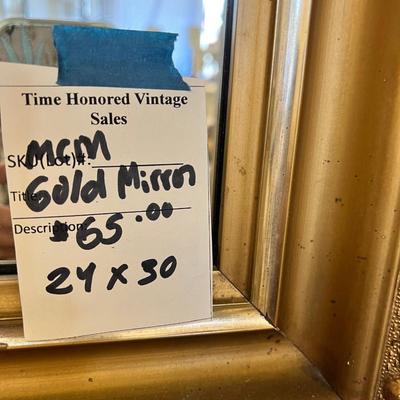 Time Honored Vintage
Sales
MCM
SKU(Lot)#:
Gold Mirror
Title:
$65.00
Description:
24 x 30